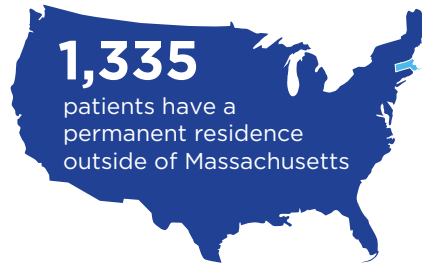 1,335
patients have a
permanent residence
outside of Massachusetts